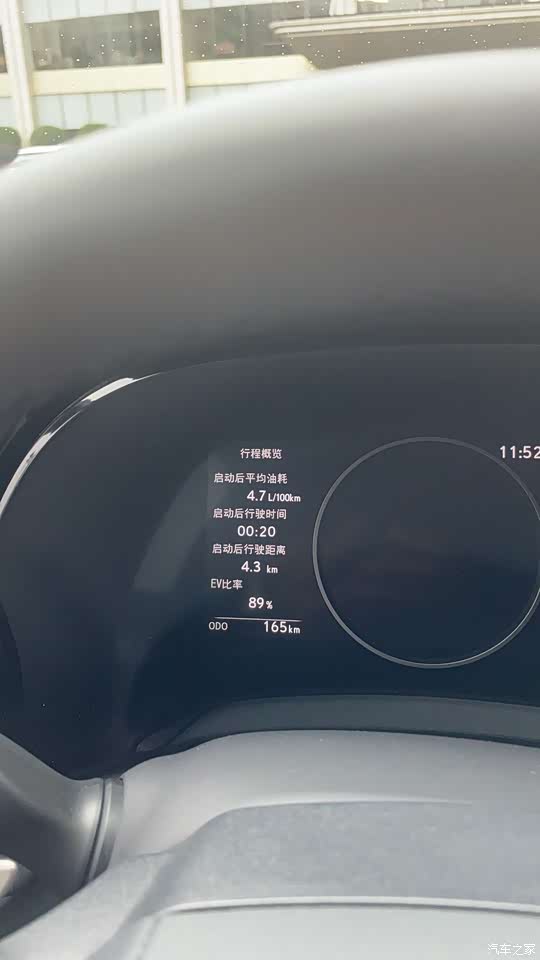 行程概览
11:52
启动后平均油耗
4.7 L/100km
启动后行驶时间
00:20
启动后行驶距离
4.3 km
EV比率
89%
ODO 165km
汽车之家